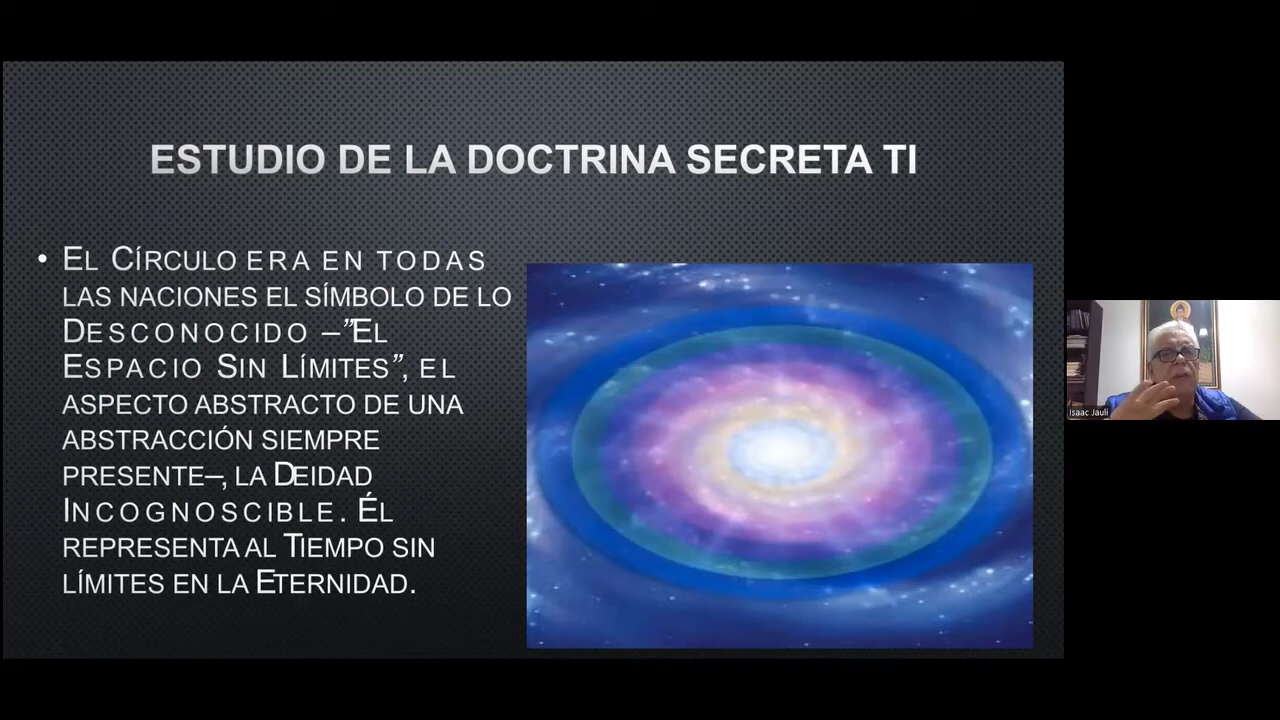 ESTUDIO DE LA DOCTRINA SECRETA TI
• EL CÍRCULO ERA EN TODAS
LAS NACIONES EL SÍMBOLO DE LO
DESCONOCIDO –”EL
ESPACIO SIN LÍMITES”, EL
ASPECTO ABSTRACTO DE UNA
ABSTRACCIÓN SIEMPRE
PRESENTE–, LA DEIDAD
INCOGNOSCIBLE. ÉL
REPRESENTA AL TIEMPO SIN
LÍMITES EN LA ETERNIDAD.
Isaac Jauli